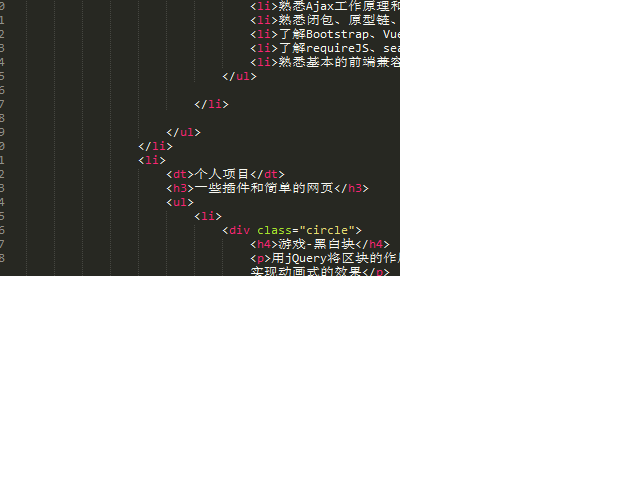 0 <li>熟悉Ajax工作原理和
1 <li>熟悉闭包、原型链、
2 <li>了解Bootstrap、Vue
3 <li>了解requireJS、sea
4 <li>熟悉基本的前端兼容
5 </ul>
6
7 </li>
8
9 </ul>
0 </li>
1 <li>
2 <dt>个人项目</dt>
3 <h3>一些插件和简单的网页</h3>
4 <ul>
5 <li>
6 <div class="circle">
7 <h4>游戏-黑白块</h4>
8 <p>用jQuery将区块的作用
实现动画式的效果</p>